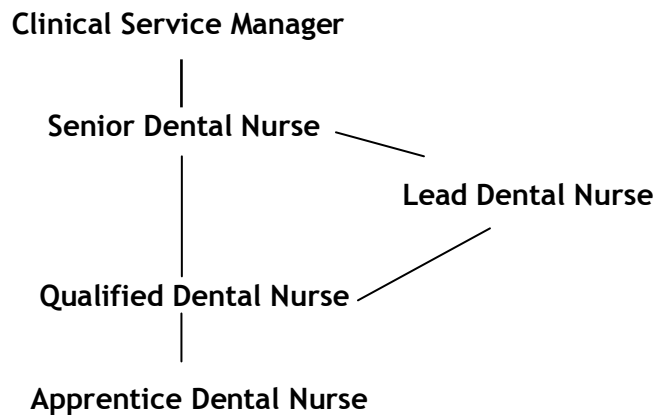 Clinical Service Manager
Senior Dental Nurse
Lead Dental Nurse
Qualified Dental Nurse
Apprentice Dental Nurse